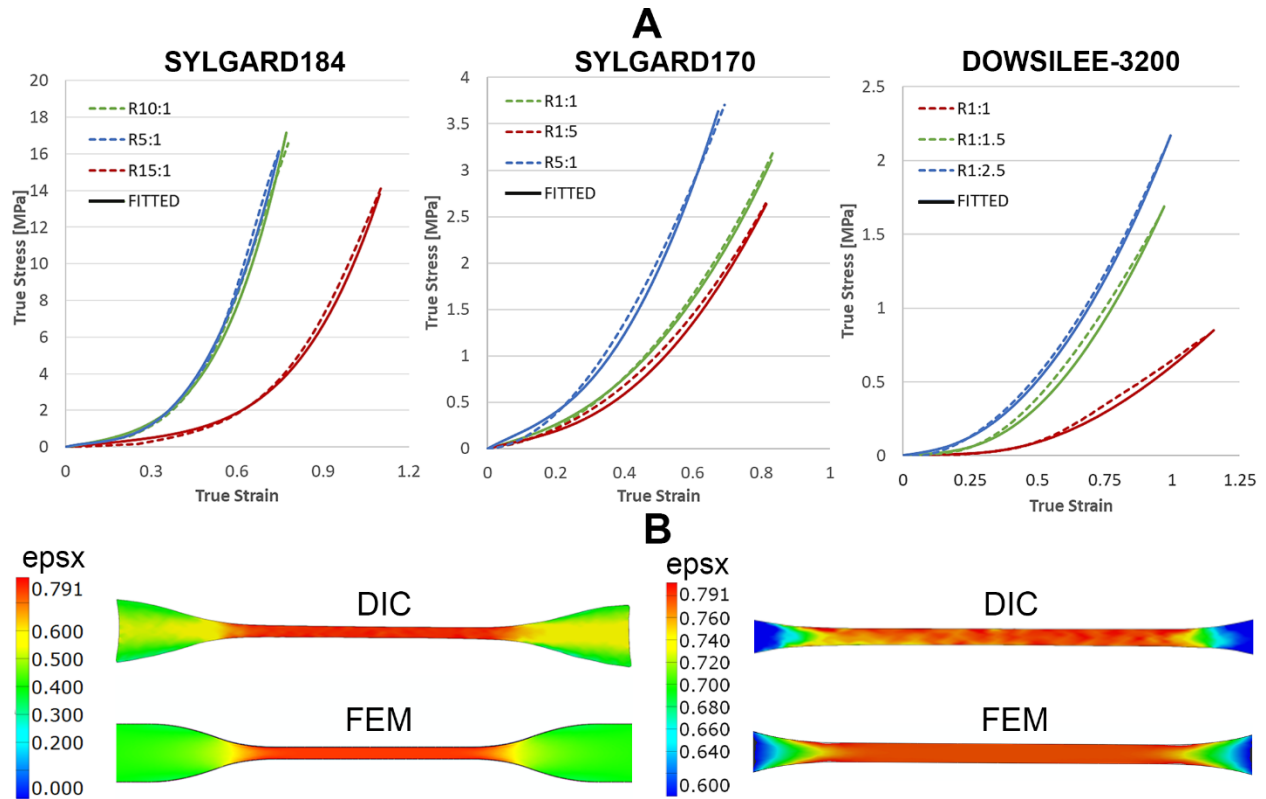 A
SYLGARD184
20
18
16
14
12
10
8
6
4
2
0
0
0.3
0.6
0.9
1.2
True Stress [MPa]
True Strain
R10:1
R5:1
R15:1
FITTED
SYLGARD170
4
3.5
3
2.5
2
1.5
1
0.5
0
0
0.2
0.4
0.6
0.8
1
True Stress [MPa]
True Strain
R1:1
R1:5
R5:1
FITTED
DOWSILEE-3200
2.5
2
1.5
1
0.5
0
0
0.25
0.5
0.75
1
1.25
True Stress [MPa]
True Strain
R1:1
R1:1.5
R1:2.5
FITTED
B
epsx
0.791
0.600
0.500
0.400
0.300
0.200
0.000
DIC
FEM
epsx
0.791
0.760
0.740
0.720
0.700
0.680
0.660
0.640
0.600
DIC
FEM